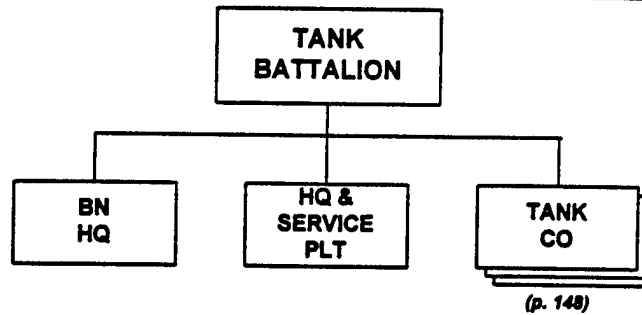 TANK
BATTALION
BN
HQ
HQ &
SERVICE
PLT
TANK
CO
(p. 148)